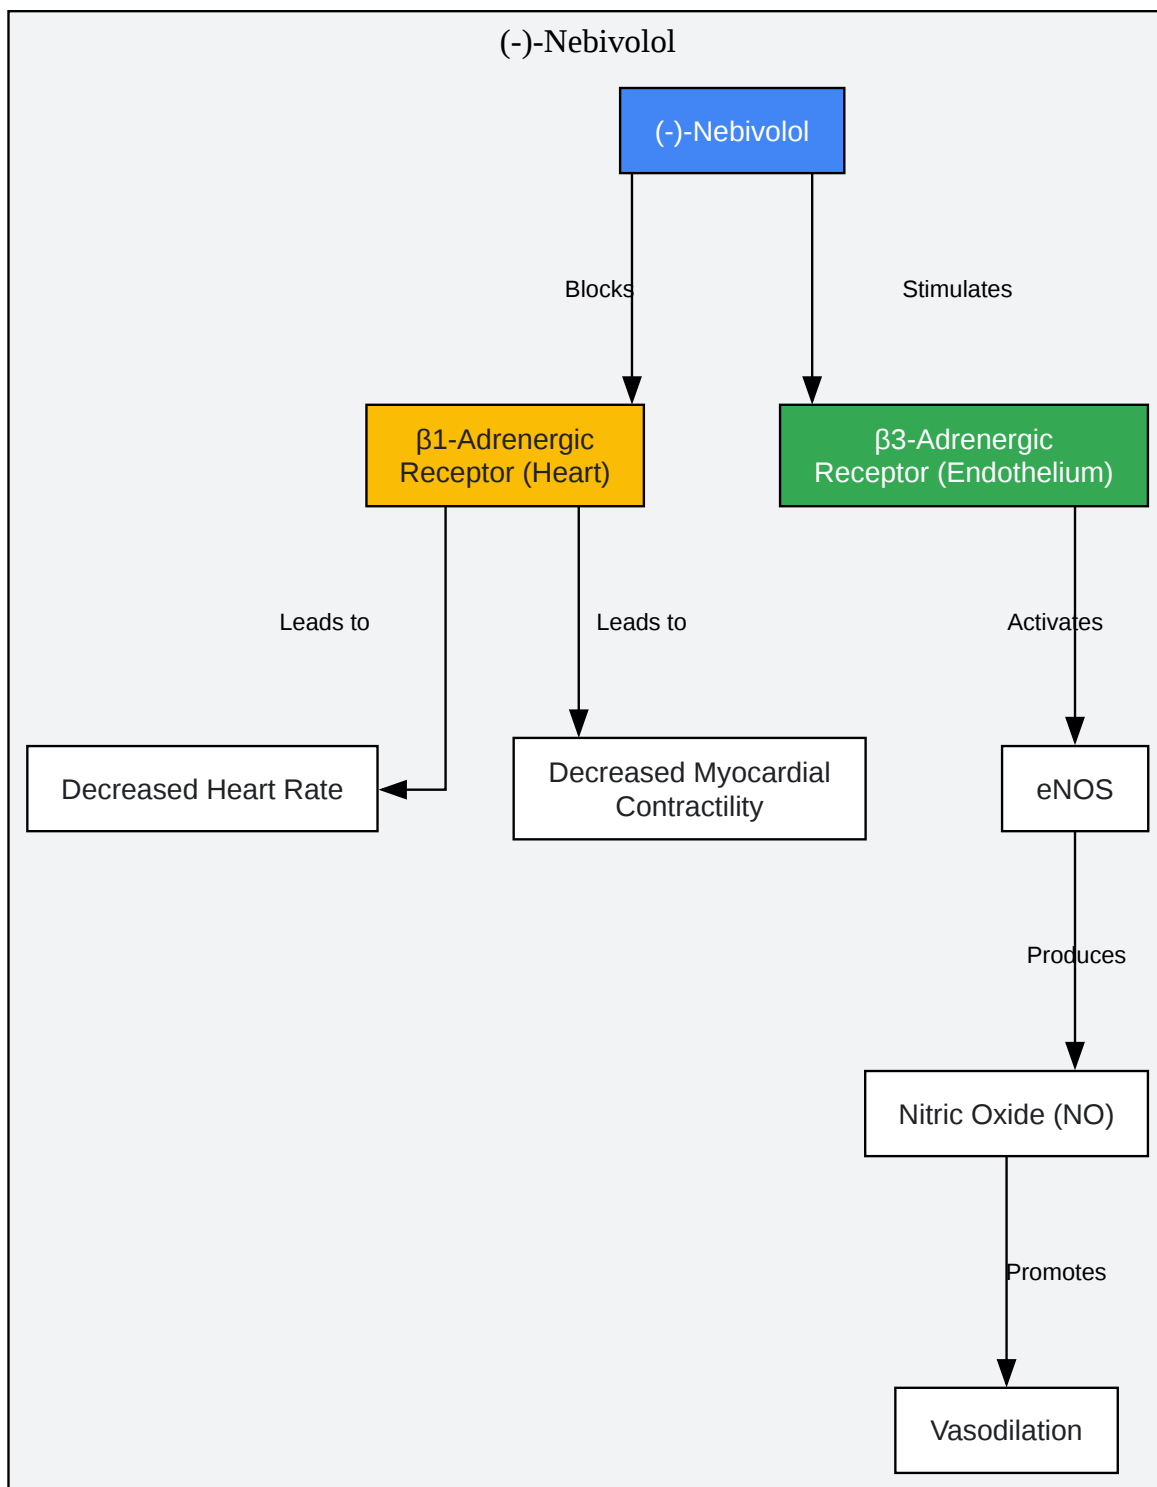 (-)-Nebivolol
(-)-Nebivolol
Blocks
Stimulates
β1-Adrenergic
Receptor (Heart)
β3-Adrenergic
Receptor (Endothelium)
Leads to
Leads to
Activates
Decreased Heart Rate
Decreased Myocardial
Contractility
eNOS
Produces
Nitric Oxide (NO)
Promotes
Vasodilation